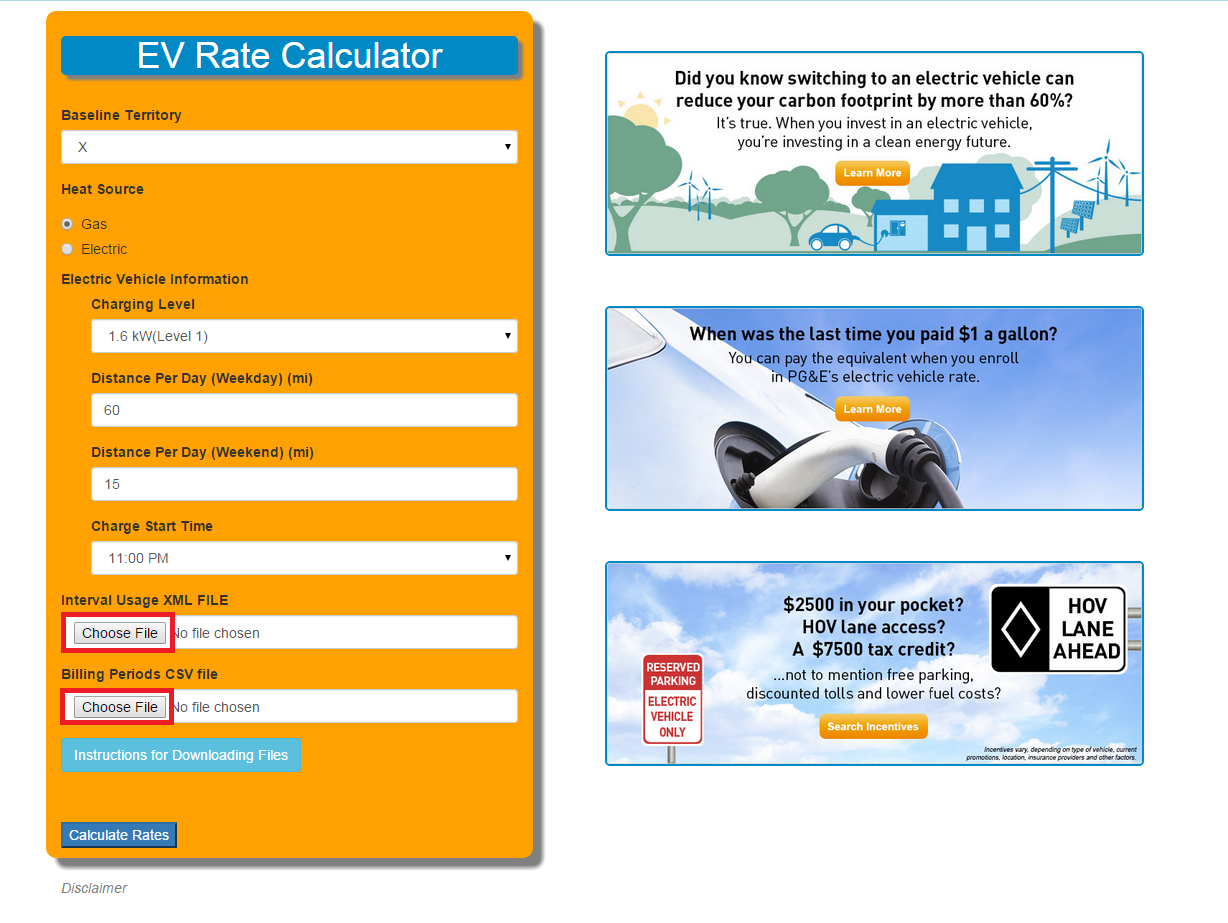 EV Rate Calculator
Baseline Territory
X
Heat Source
Gas
Electric
Electric Vehicle Information
Charging Level
1.6 kW(Level 1)
Distance Per Day (Weekday) (mi)
60
Distance Per Day (Weekend) (mi)
15
Charge Start Time
11:00 PM
Interval Usage XML FILE
Choose File No file chosen
Billing Periods CSV file
Choose File No file chosen
Instructions for Downloading Files
Calculate Rates
Disclaimer
Did you know switching to an electric vehicle can
reduce your carbon footprint by more than 60%?
It's true. When you invest in an electric vehicle,
you're investing in a clean energy future.
Learn More
When was the last time you paid $1 a gallon?
You can pay the equivalent when you enroll
in PG&E's electric vehicle rate.
Learn More
$2500 in your pocket?
HOV lane access?
A $7500 tax credit?
...not to mention free parking,
discounted tolls and lower fuel costs?
Search Incentives
RESERVED
PARKING
ELECTRIC
VEHICLE
ONLY
HOV
LANE
AHEAD
Incentives vary, depending on type of vehicle, current
promotions, location, insurance providers and other factors.